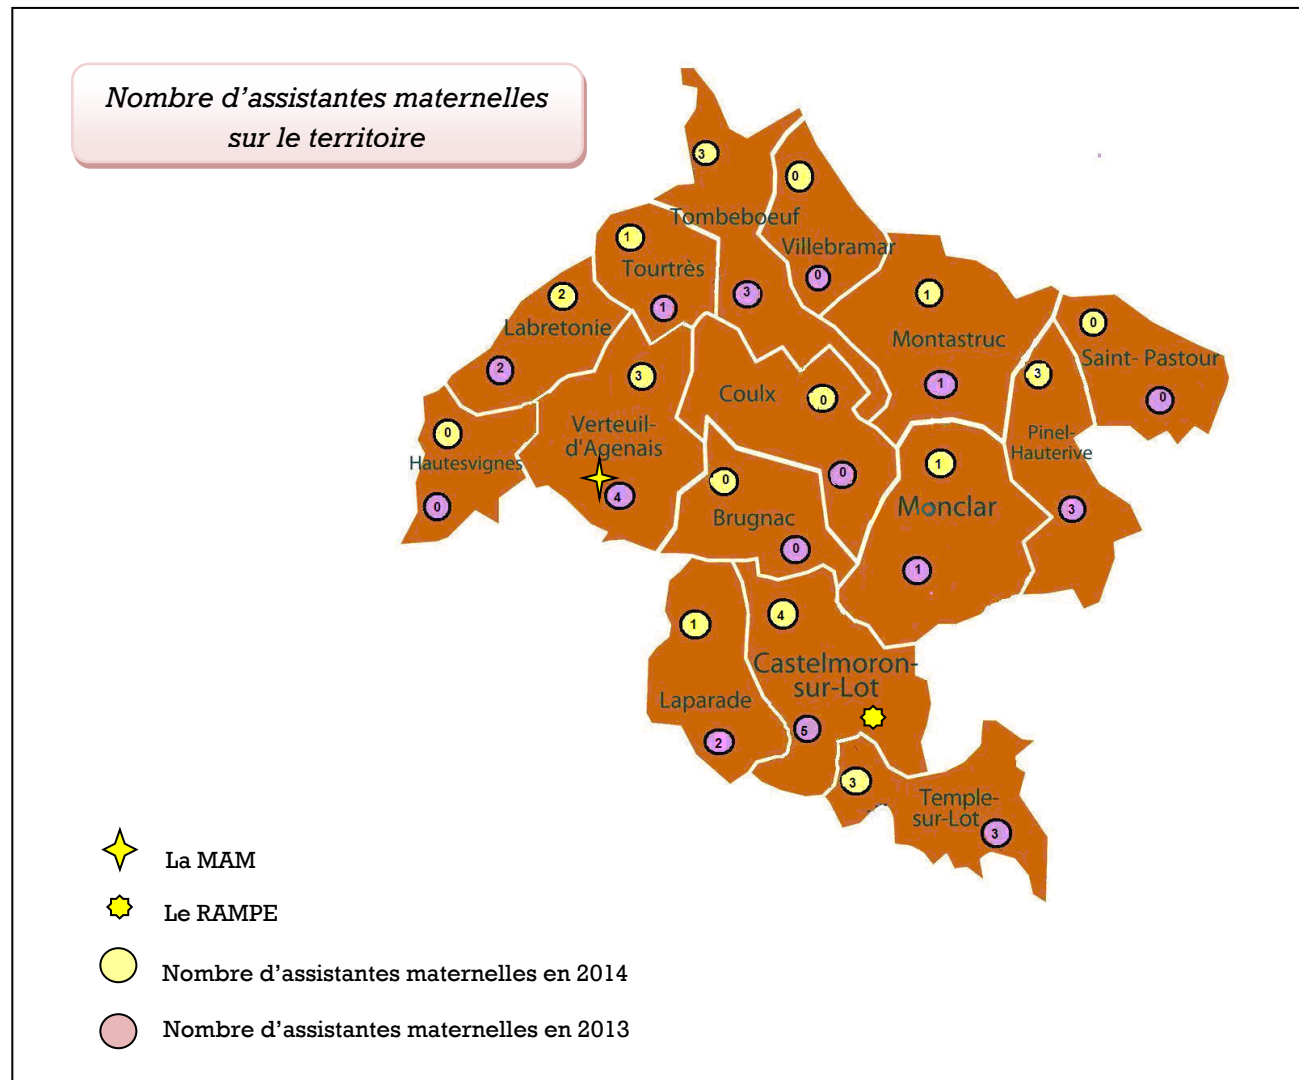 Nombre d’assistantes maternelles
sur le territoire
3
0
Tombeboeuf
1
Villebramar
Tourtrès
0
2
3
1
1
0
Labretonie
Montastruc
Saint- Pastour
2
3
3
1
Coulx
0
0
Verteuil-
d'Agenais
0
Pinel-
Hauterive
Hautesvignes
1
0
0
4
0
Monclar
3
Brugnac
0
1
4
1
Castelmoron-
sur-Lot
Laparade
5
2
3
Temple-
sur-Lot
3
La MAM
Le RAMPE
Nombre d’assistantes maternelles en 2014
Nombre d’assistantes maternelles en 2013